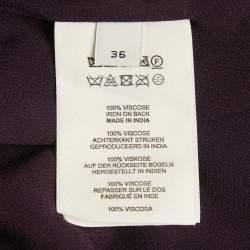 36
F
100% VISCOSE
IRON ON BACK
MADE IN INDIA
100% VISCOSE
ACHTERKANT STRIJKEN
GEPRODUCEERD IN INDIA
100% VISKOSE
AUF DER RÜCKSEITE BÜGELN
HERGESTELLT IN INDIEN
100% VISCOSE
REPASSER SUR LE DOS
FABRIQUÉ EN INDE
100% VISCOSA